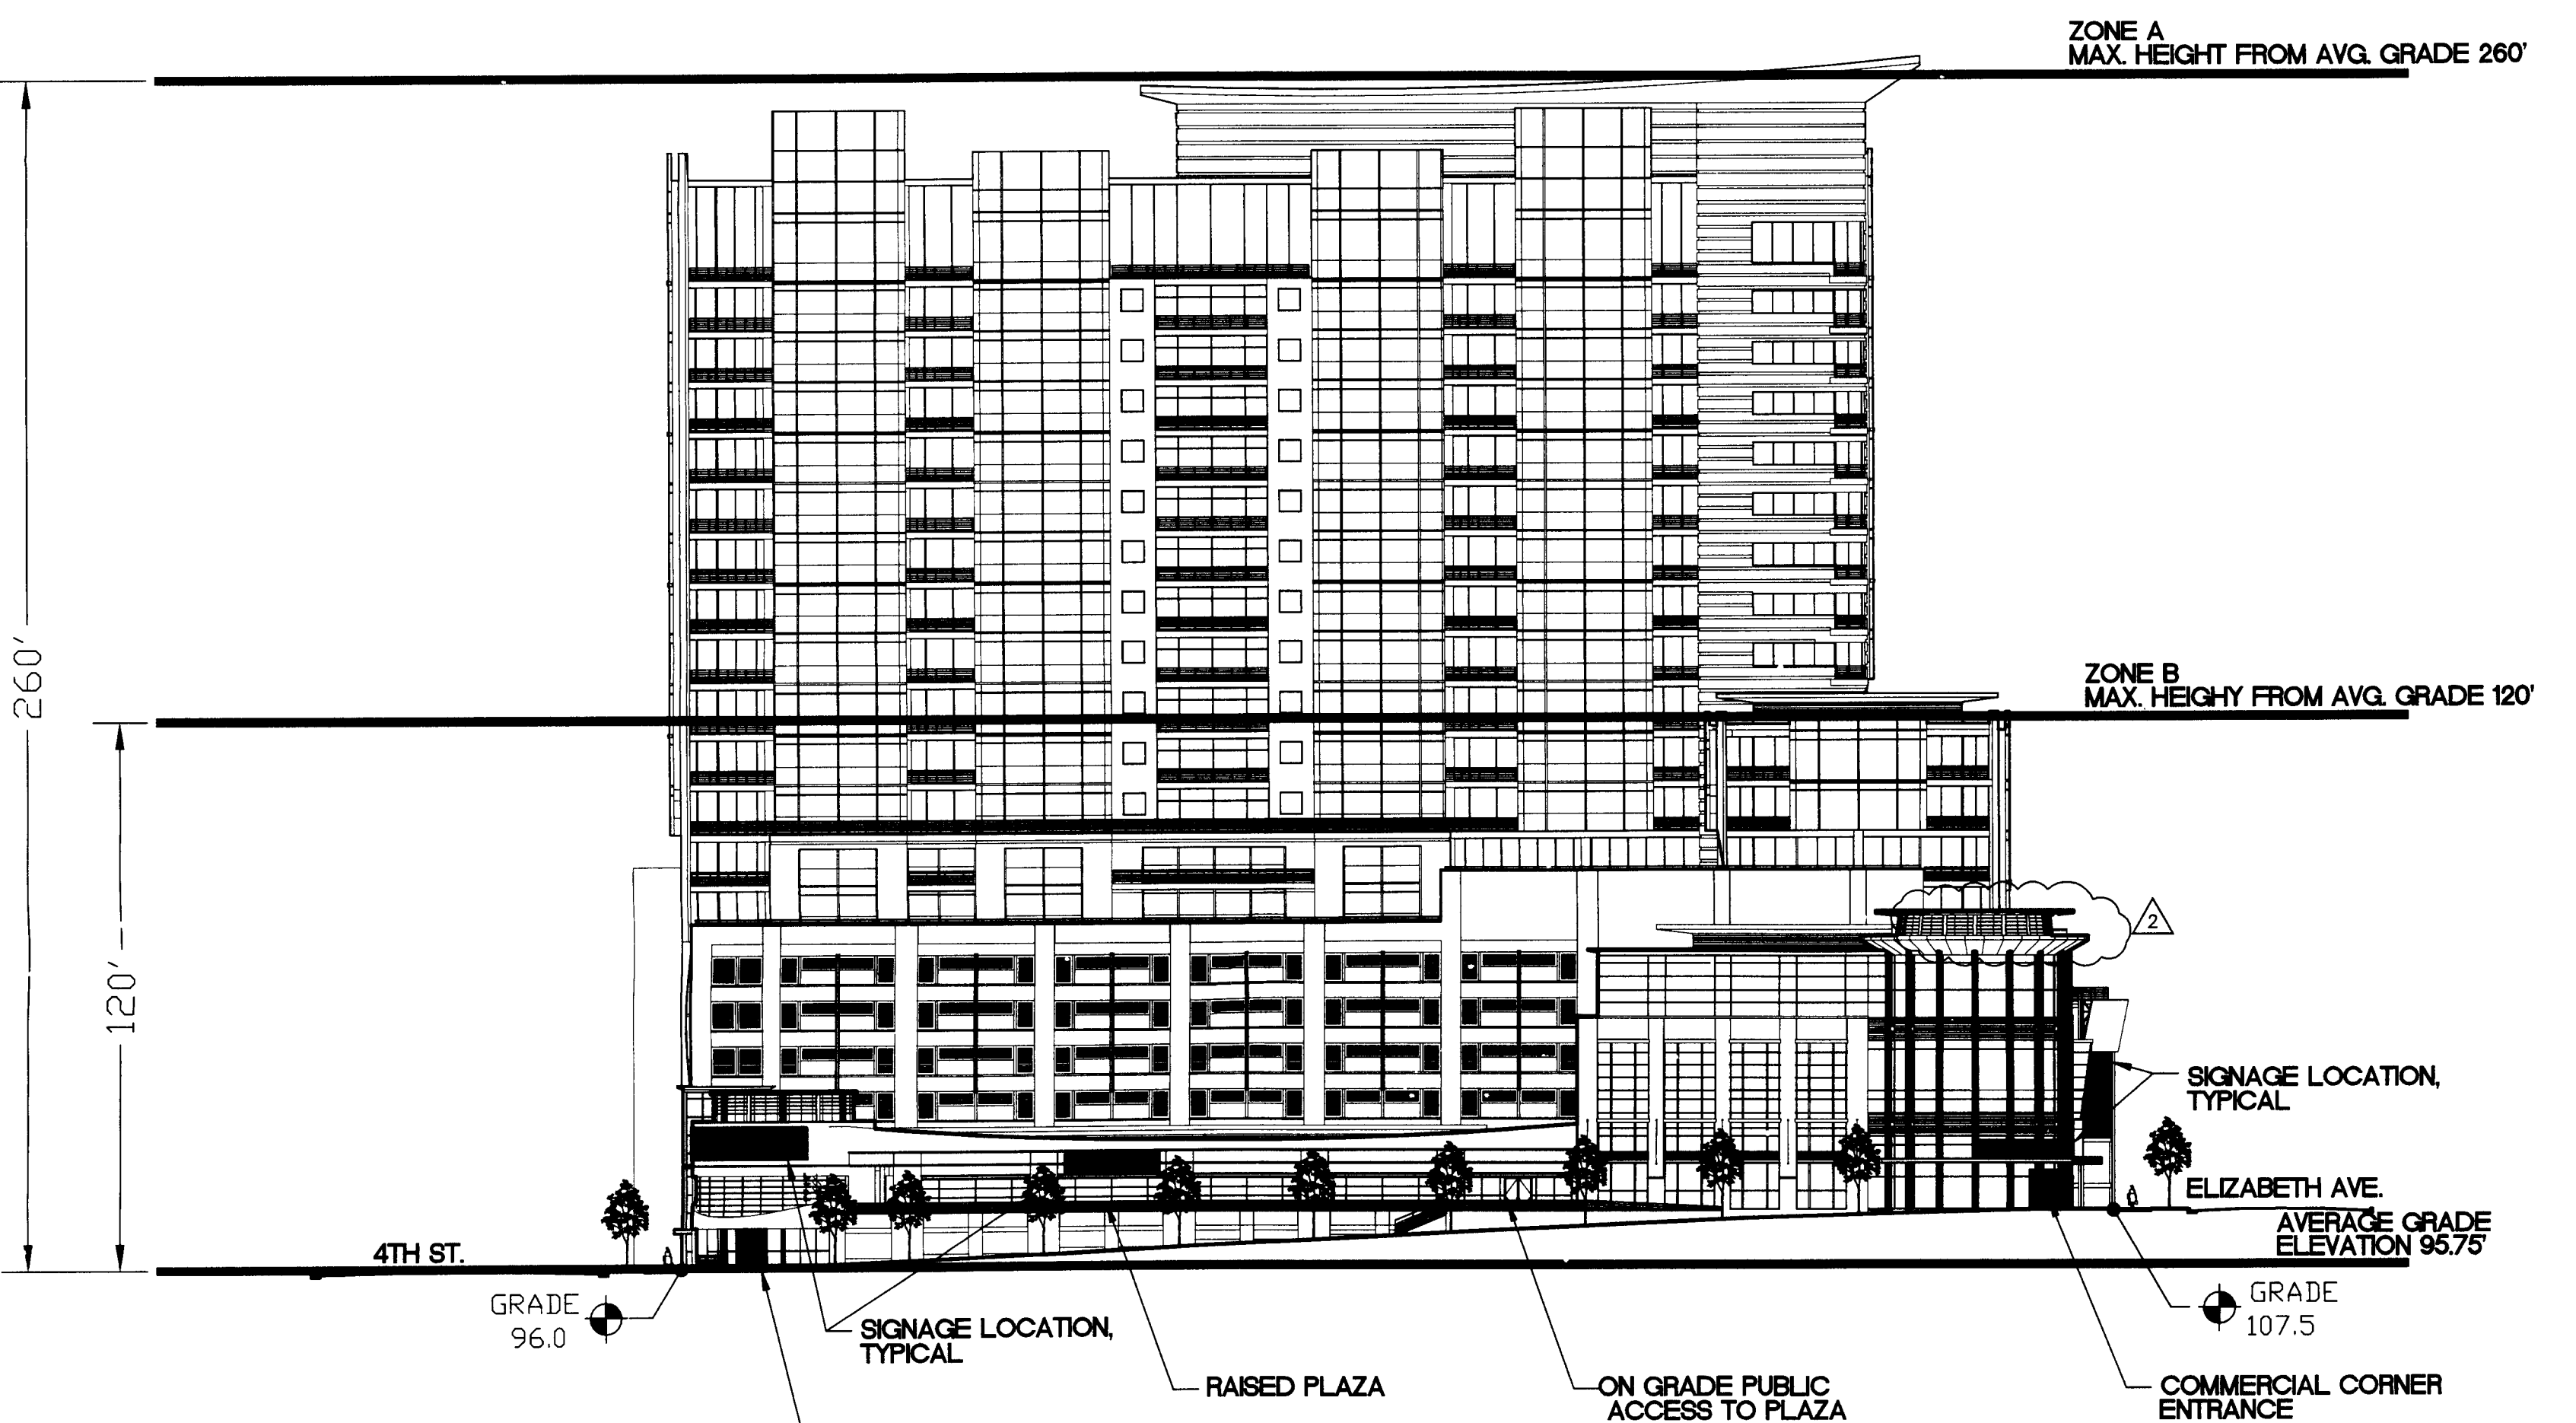 ZONE A
MAX. HEIGHT FROM AVG. GRADE 260'
260'
ZONE B
MAX. HEIGHY FROM AVG. GRADE 120'
120'
2
SIGNAGE LOCATION,
TYPICAL
ELIZABETH AVE.
AVERAGE GRADE
ELEVATION 95.75'
4TH ST.
GRADE
96.0
GRADE
107.5
SIGNAGE LOCATION,
TYPICAL
RAISED PLAZA
ON GRADE PUBLIC
ACCESS TO PLAZA
COMMERCIAL CORNER
ENTRANCE